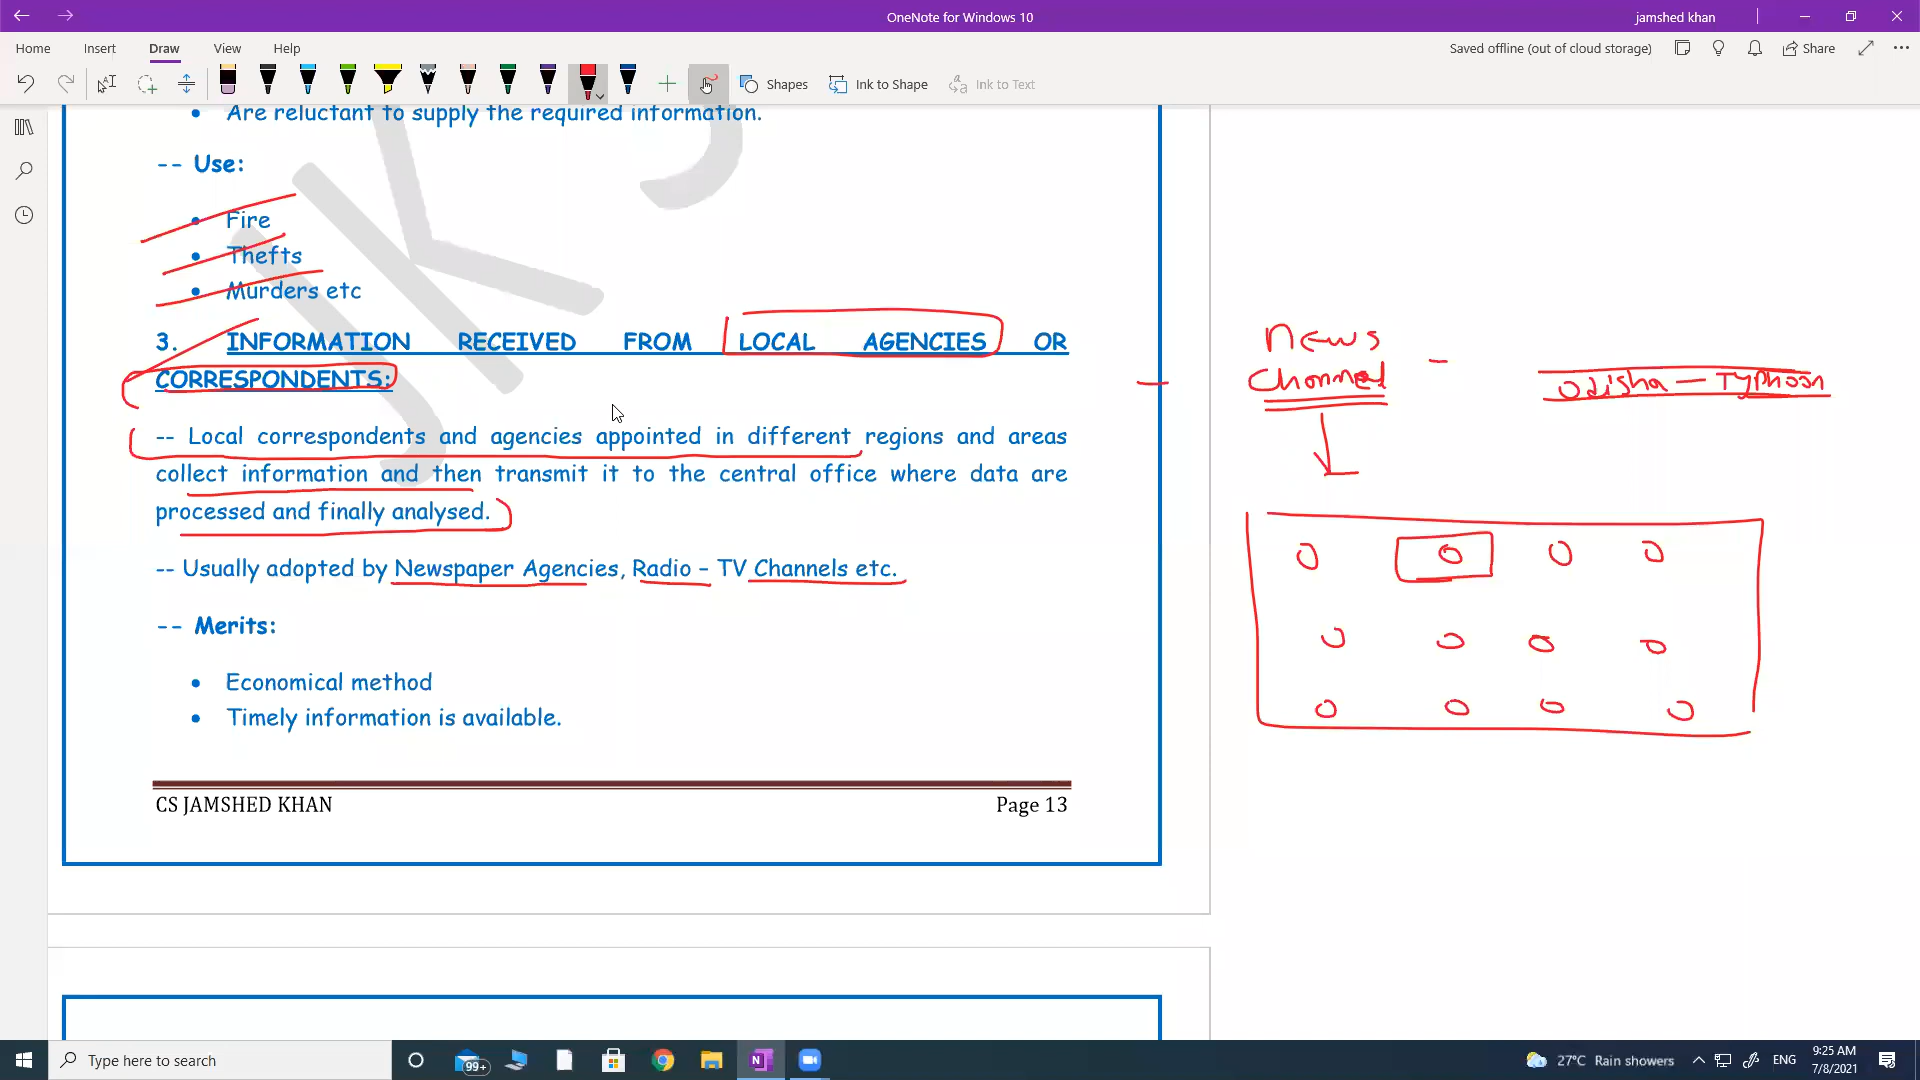 OneNote for Windows 10
jamshed khan
Home Insert Draw View Help
Saved offline (out of cloud storage)
Share
Shapes
Ink to Shape
Ink to Text
• Are reluctant to supply the required information.
-- Use:
• Fire
• Thefts
• Murders etc
3. INFORMATION RECEIVED FROM LOCAL AGENCIES OR
CORRESPONDENTS:
-- Local correspondents and agencies appointed in different regions and areas
collect information and then transmit it to the central office where data are
processed and finally analysed.
-- Usually adopted by Newspaper Agencies, Radio – TV Channels etc.
-- Merits:
• Economical method
• Timely information is available.
CS JAMSHED KHAN
Page 13
JKS
News
Channel -
Odisha - Typhoon
Type here to search
99+
27°C Rain showers
ENG
9:25 AM
7/8/2021